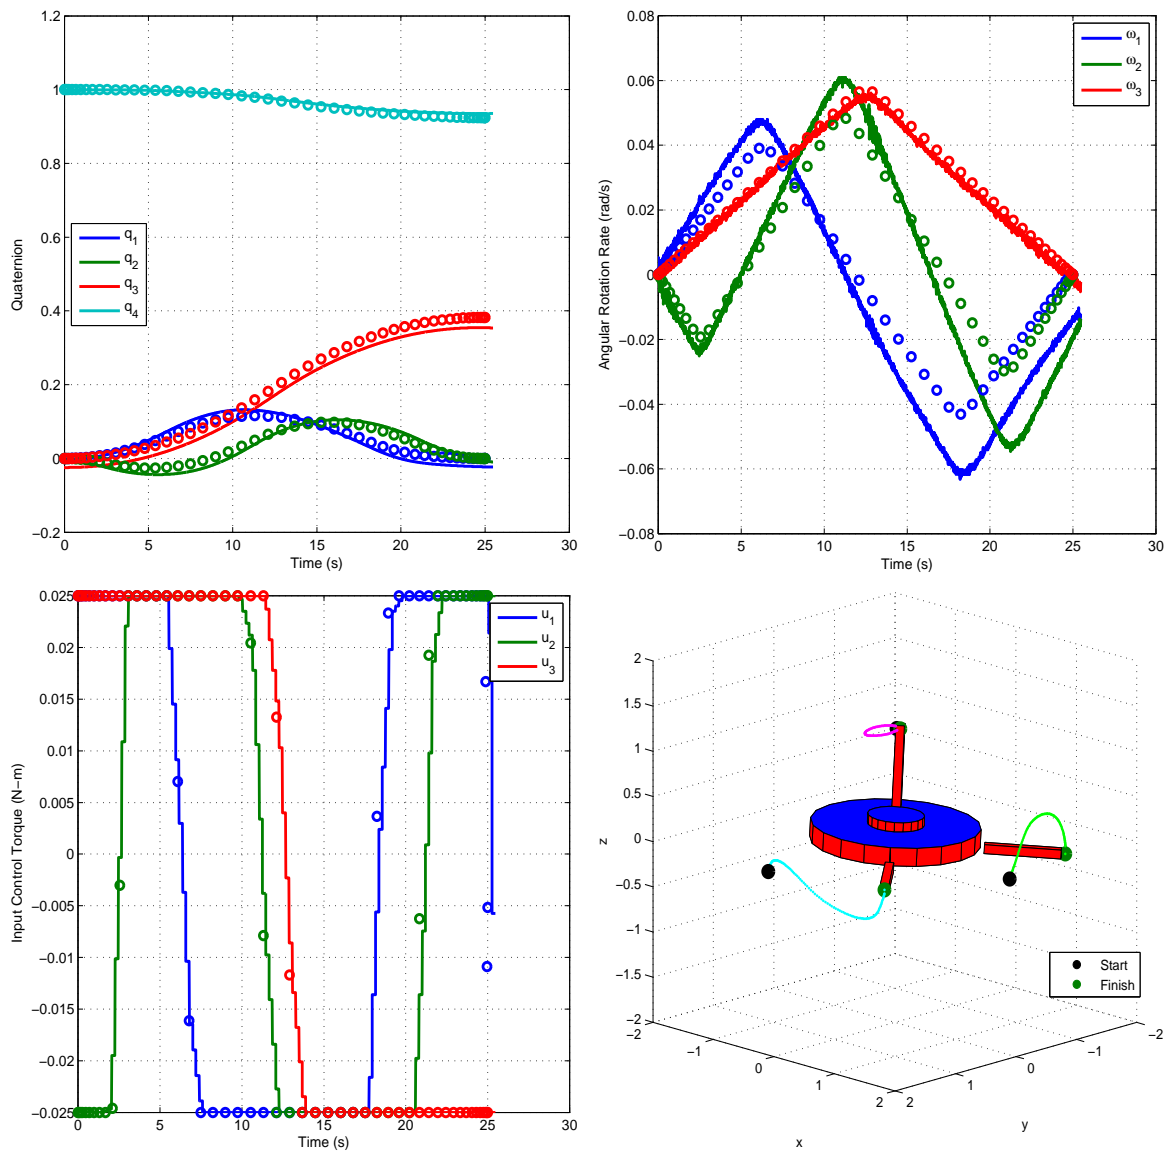 1.2
1
0.8
0.6
0.4
0.2
0
−0.2
0 5 10 15 20 25 30
Quaternion
Time (s)
q1
q2
q3
q4
0.08
0.06
0.04
0.02
0
−0.02
−0.04
−0.06
−0.08
0 5 10 15 20 25 30
Angular Rotation Rate (rad/s)
Time (s)
ω1
ω2
ω3
0.025
0.02
0.015
0.01
0.005
0
−0.005
−0.01
−0.015
−0.02
−0.025
0 5 10 15 20 25 30
Input Control Torque (N−m)
Time (s)
u1
u2
u3
2
1.5
1
0.5
0
−0.5
−1
−1.5
−2
z
−2
−1
0
1
2
x
2
1
0
−1
−2
y
Start
Finish